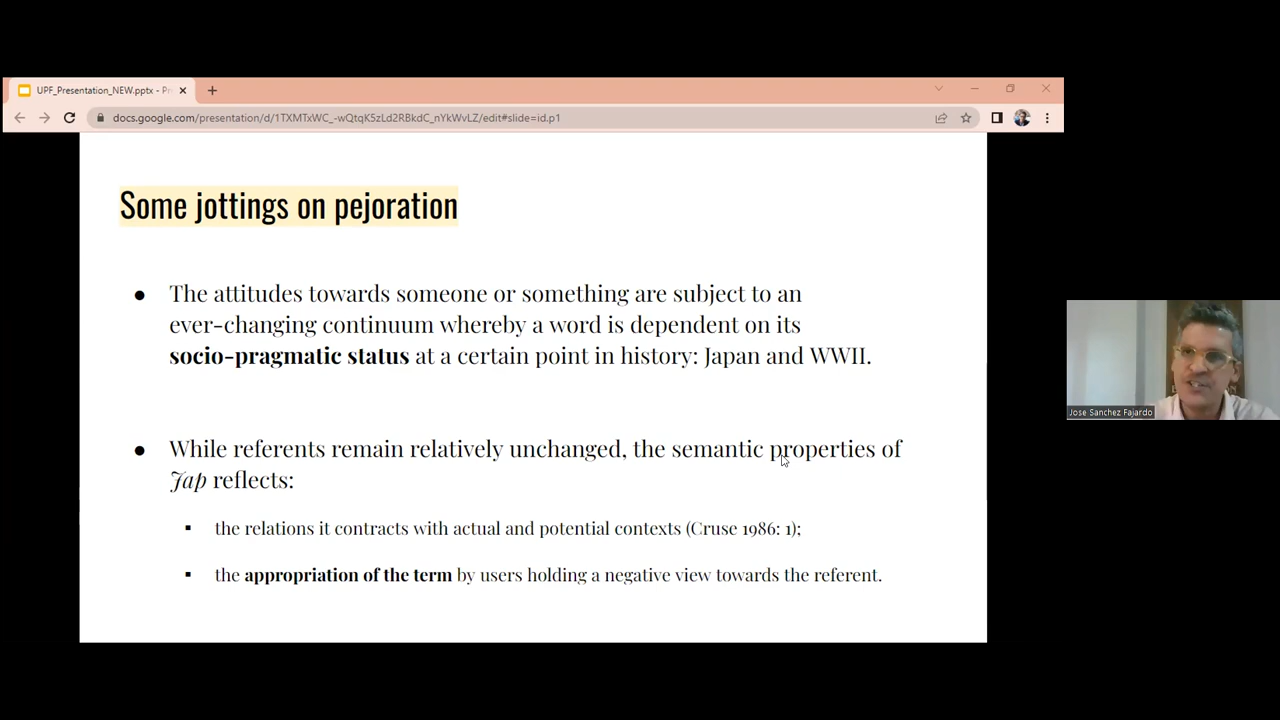 UPF_Presentation_NEW.pptx - Pr
docs.google.com/presentation/d/1TXMTxWC_-wQtqK5zLd2RBkdC_nYkWvLZ/edit#slide=id.p1
Some jottings on pejoration
● The attitudes towards someone or something are subject to an
ever-changing continuum whereby a word is dependent on its
socio-pragmatic status at a certain point in history: Japan and WWII.
● While referents remain relatively unchanged, the semantic properties of
Jap reflects:
▪ the relations it contracts with actual and potential contexts (Cruse 1986: 1);
▪ the appropriation of the term by users holding a negative view towards the referent.
Jose Sanchez Fajardo